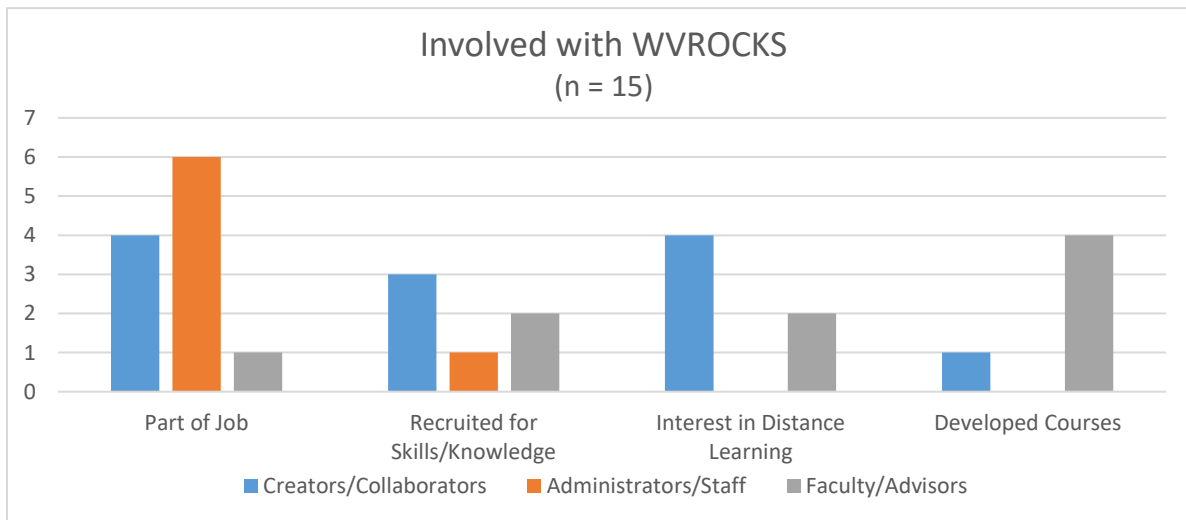 Involved with WVROCKS
(n = 15)
7
6
5
4
3
2
1
0
Part of Job
Recruited for
Skills/Knowledge
Interest in Distance
Learning
Developed Courses
Creators/Collaborators
Administrators/Staff
Faculty/Advisors